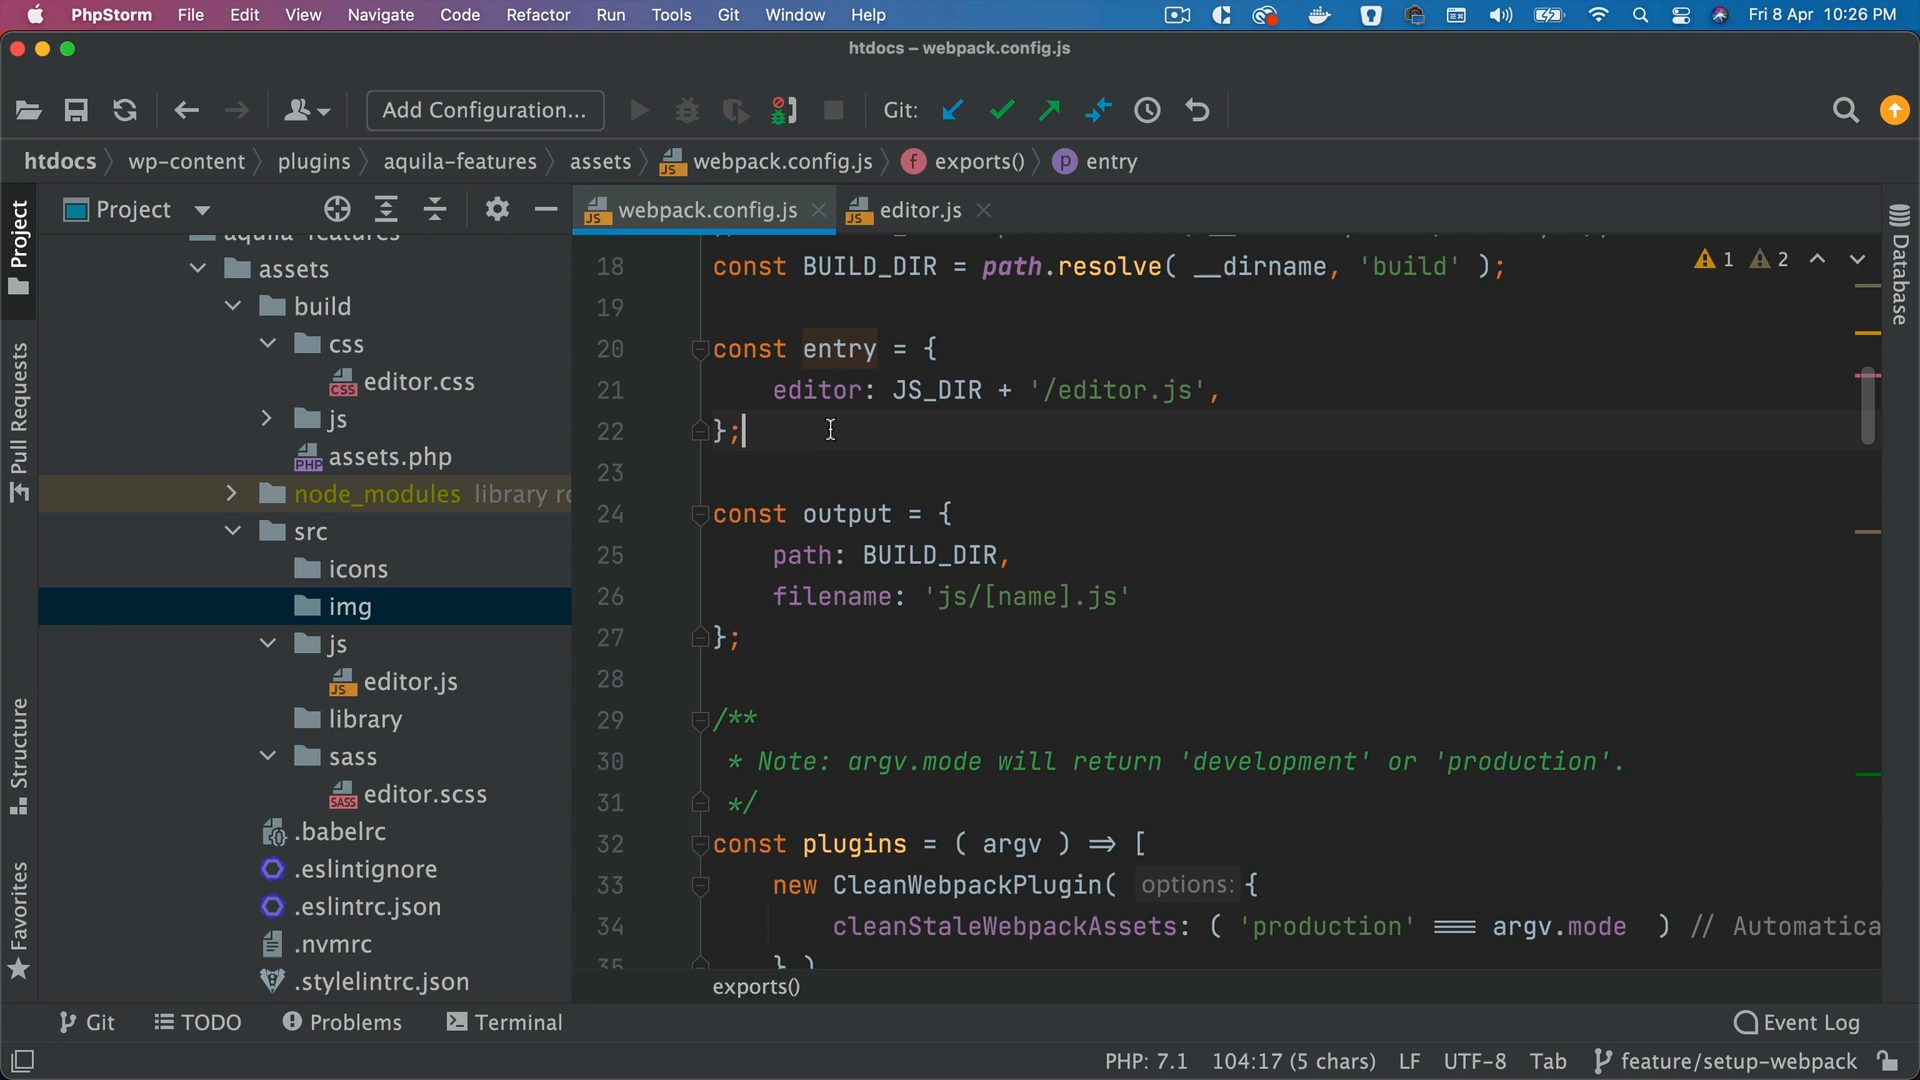 PhpStorm File Edit View Navigate Code Refactor Run Tools Git Window Help Fri 8 Apr 10:26 PM
htdocs – webpack.config.js
Add Configuration... Git:
htdocs wp-content plugins aquila-features assets webpack.config.js exports() entry
Project webpack.config.js editor.js
Project
Pull Requests
Structure
Favorites
Database
aquila-features
assets
build
css
editor.css
js
assets.php
node_modules library ro
src
icons
img
js
editor.js
library
sass
editor.scss
.babelrc
.eslintignore
.eslintrc.json
.nvmrc
.stylelintrc.json
1 2
18 const BUILD_DIR = path.resolve( __dirname, 'build' );
19
20 const entry = {
21 editor: JS_DIR + '/editor.js',
22 };
23
24 const output = {
25 path: BUILD_DIR,
26 filename: 'js/[name].js'
27 };
28
29 /**
30 * Note: argv.mode will return 'development' or 'production'.
31 */
32 const plugins = ( argv ) => [
33 new CleanWebpackPlugin( options: {
34 cleanStaleWebpackAssets: ( 'production' === argv.mode ) // Automatica
35 } )
exports()
Git TODO Problems Terminal Event Log
PHP: 7.1 104:17 (5 chars) LF UTF-8 Tab feature/setup-webpack